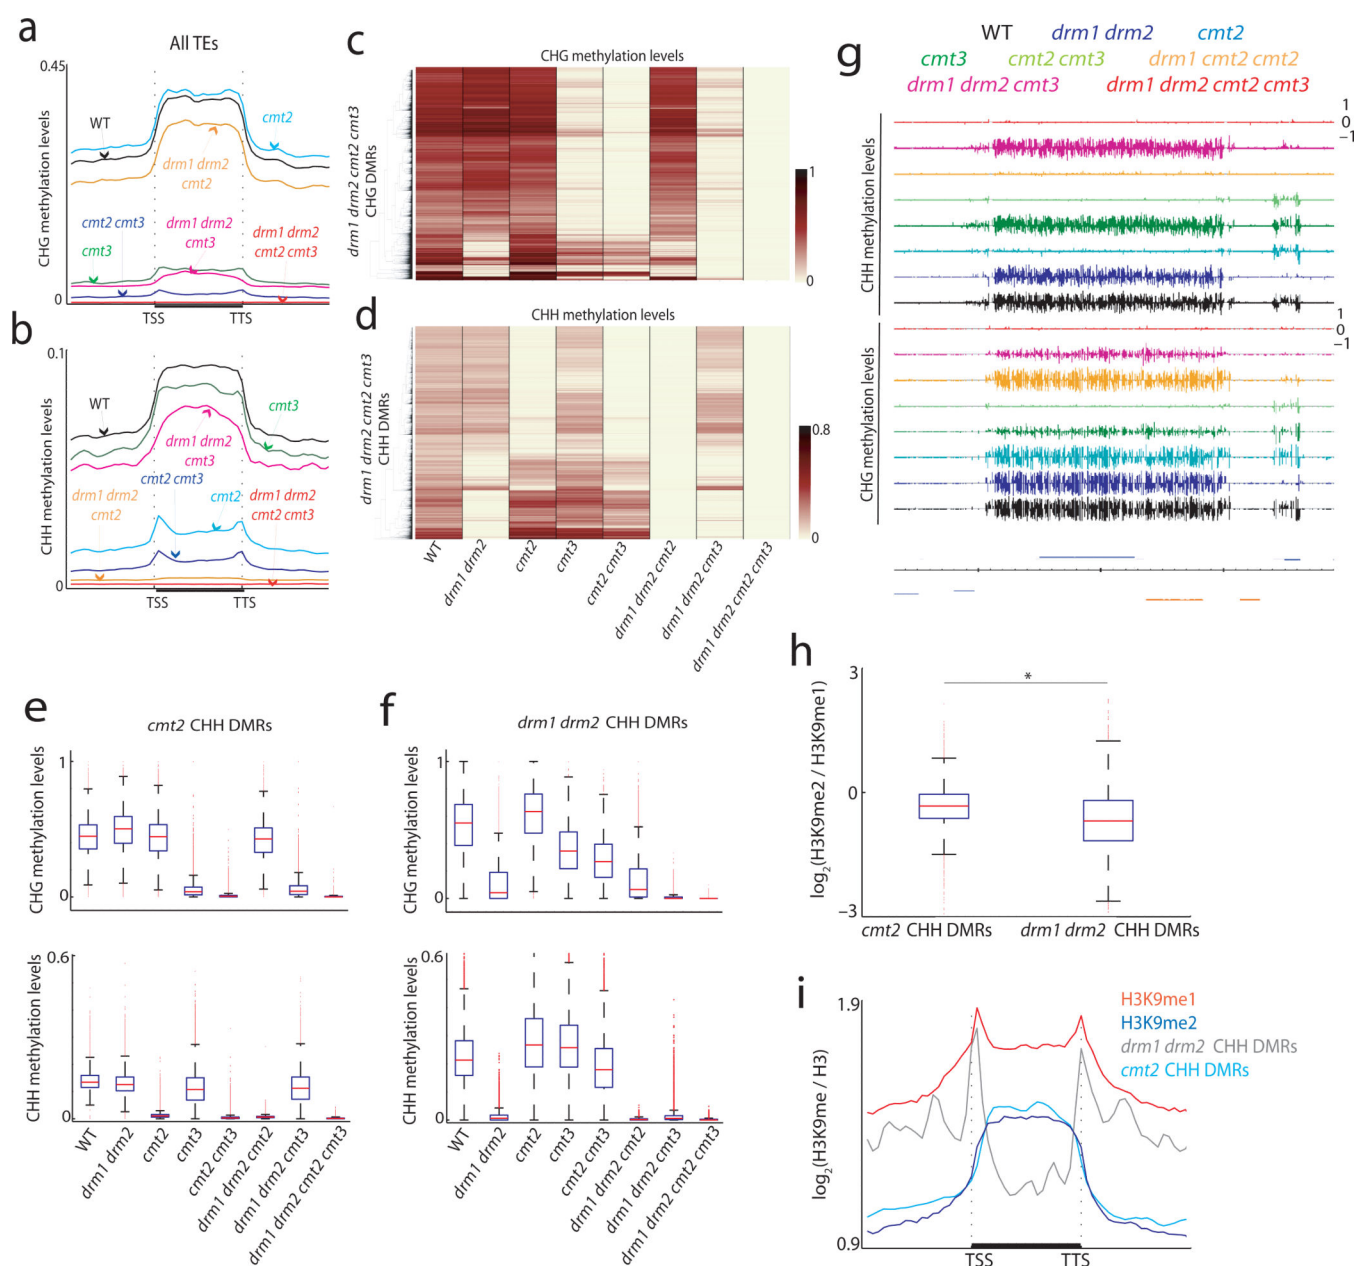 a
All TEs
0.45
CHG methylation levels
WT
cmt2
drm1 drm2
cmt2
cmt2 cmt3
drm1 drm2
cmt3
drm1 drm2
cmt2 cmt3
cmt3
0
TSS
TTS
b
0.1
CHH methylation levels
WT
cmt3
drm1 drm2
cmt3
cmt2 cmt3
drm1 drm2
cmt2
cmt2
drm1 drm2
cmt2 cmt3
0
TSS
TTS
c
CHG methylation levels
drm1 drm2 cmt2 cmt3
CHG DMRs
1
0
d
CHH methylation levels
drm1 drm2 cmt2 cmt3
CHH DMRs
0.8
0
WT
drm1 drm2
cmt2
cmt3
cmt2 cmt3
drm1 drm2 cmt2
drm1 drm2 cmt3
drm1 drm2 cmt2 cmt3
e
cmt2 CHH DMRs
CHG methylation levels
1
0
CHH methylation levels
0.6
0
WT
drm1 drm2
cmt2
cmt3
cmt2 cmt3
drm1 drm2 cmt2
drm1 drm2 cmt3
drm1 drm2 cmt2 cmt3
f
drm1 drm2 CHH DMRs
CHG methylation levels
1
0
CHH methylation levels
0.6
0
WT
drm1 drm2
cmt2
cmt3
cmt2 cmt3
drm1 drm2 cmt2
drm1 drm2 cmt3
drm1 drm2 cmt2 cmt3
g
WT drm1 drm2 cmt2
cmt3 cmt2 cmt3 drm1 cmt2 cmt2
drm1 drm2 cmt3 drm1 drm2 cmt2 cmt3
CHH methylation levels
1
0
−1
CHG methylation levels
1
0
−1
h
log2(H3K9me2 / H3K9me1)
3
0
−3
*
cmt2 CHH DMRs
drm1 drm2 CHH DMRs
i
log2(H3K9me / H3)
1.9
0.9
H3K9me1
H3K9me2
drm1 drm2 CHH DMRs
cmt2 CHH DMRs
TSS
TTS